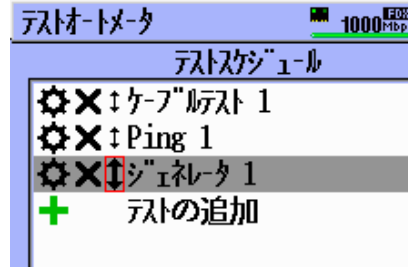 テストオートメータ
1000Mbp
FDX
テストスケジュール
ケーブルテスト 1
Ping 1
ジェネレータ 1
テストの追加